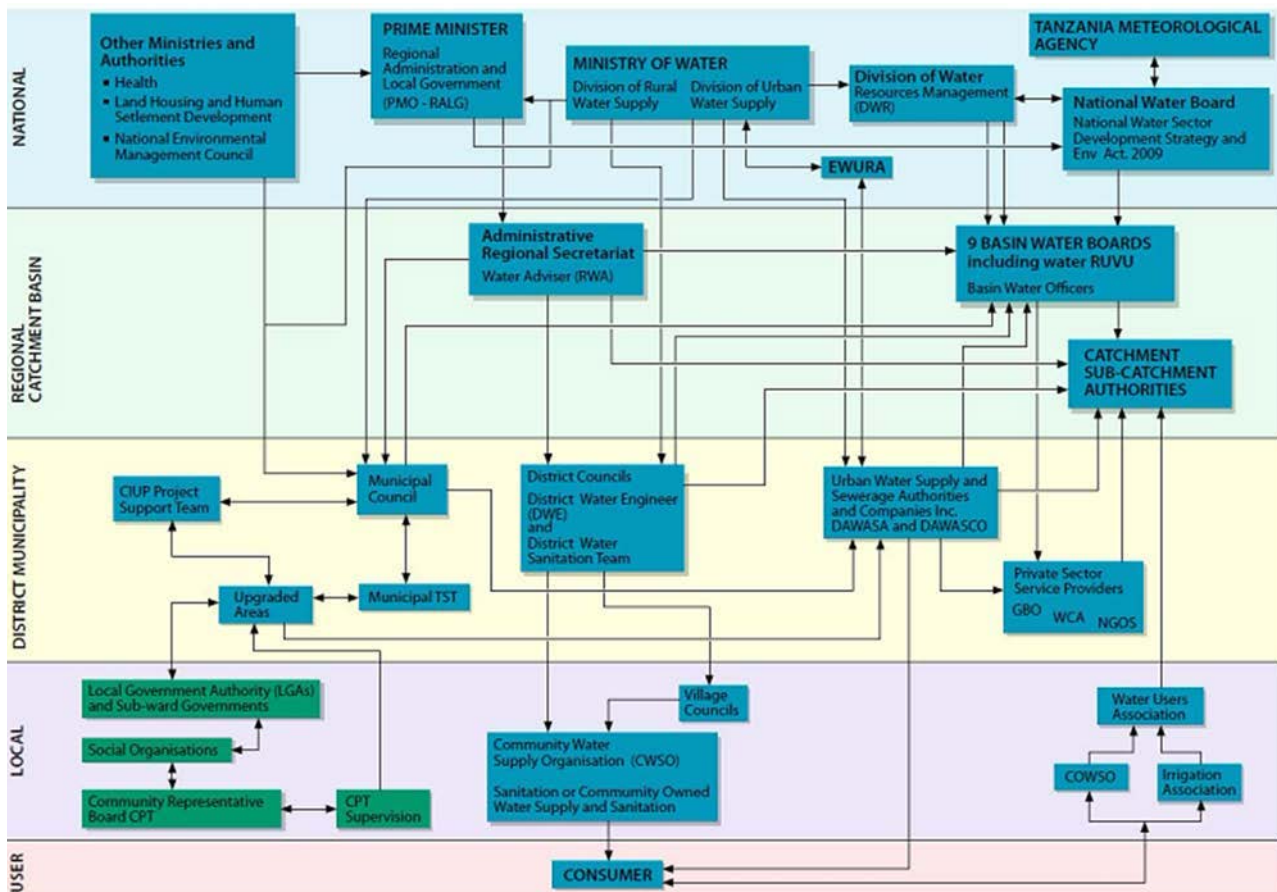 NATIONAL
Other Ministries and
Authorities
▪ Health
▪ Land Housing and Human
Setlement Development
▪ National Environmental
Management Council
PRIME MINISTER
Regional
Administration and
Local Government
(PMO - RALG)
MINISTRY OF WATER
Division of Rural
Water Supply
Division of Urban
Water Supply
EWURA
Division of Water
Resources Management
(DWR)
TANZANIA METEOROLOGICAL
AGENCY
National Water Board
National Water Sector
Development Strategy and
Env Act. 2009
REGIONAL
CATCHMENT BASIN
Administrative
Regional Secretariat
Water Adviser (RWA)
9 BASIN WATER BOARDS
including water RUVU
Basin Water Officers
CATCHMENT
SUB-CATCHMENT
AUTHORITIES
DISTRICT MUNICIPALITY
CIUP Project
Support Team
Municipal
Council
Upgraded
Areas
Municipal TST
District Councils
District Water Engineer
(DWE)
and
District Water
Sanitation Team
Urban Water Supply and
Sewerage Authorities
and Companies Inc.
DAWASA and DAWASCO
Private Sector
Service Providers
GBO WCA NGOS
LOCAL
Local Government Authority (LGAs)
and Sub-ward Governments
Social Organisations
Community Representative
Board CPT
CPT
Supervision
Village
Councils
Community Water
Supply Organisation (CWSO)
Sanitation or Community Owned
Water Supply and Sanitation
Water Users
Association
COWSO
Irrigation
Association
USER
CONSUMER